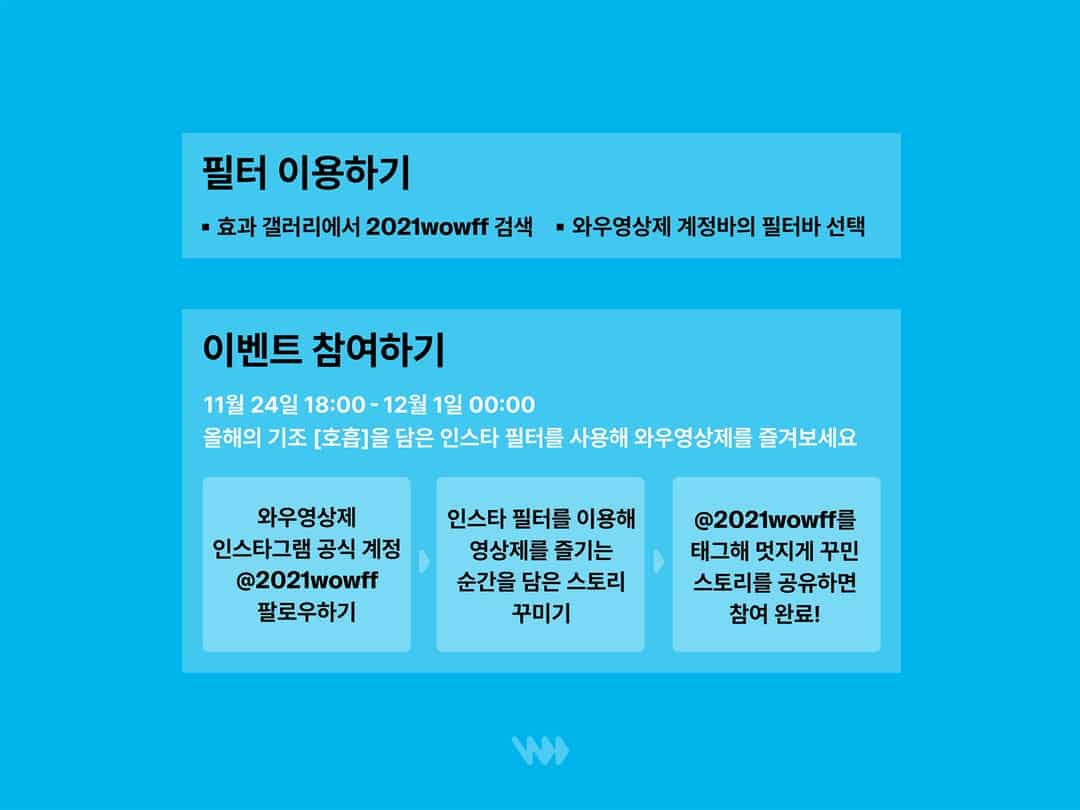 필터 이용하기
▪ 효과 갤러리에서 2021wowff 검색 ▪ 와우영상제 계정바의 필터바 선택
이벤트 참여하기
11월 24일 18:00 - 12월 1일 00:00
올해의 기조 [호흡]을 담은 인스타 필터를 사용해 와우영상제를 즐겨보세요
와우영상제
인스타그램 공식 계정
@2021wowff
팔로우하기
인스타 필터를 이용해
영상제를 즐기는
순간을 담은 스토리
꾸미기
@2021wowff를
태그해 멋지게 꾸민
스토리를 공유하면
참여 완료!